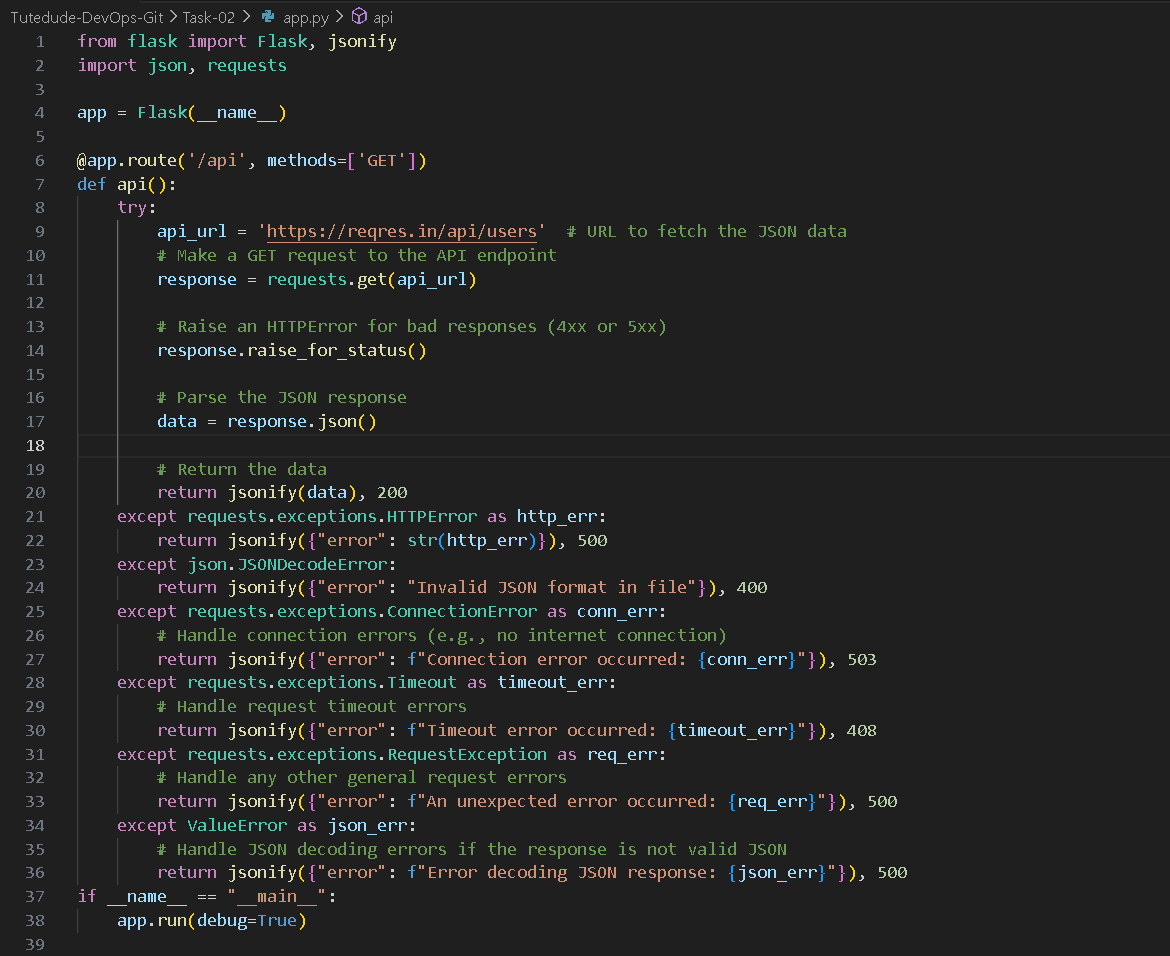 Tutedude-DevOps-Git > Task-02 > app.py > api
1 from flask import Flask, jsonify
2 import json, requests
3
4 app = Flask(__name__)
5
6 @app.route('/api', methods=['GET'])
7 def api():
8     try:
9         api_url = 'https://reqres.in/api/users'  # URL to fetch the JSON data
10         # Make a GET request to the API endpoint
11         response = requests.get(api_url)
12
13         # Raise an HTTPError for bad responses (4xx or 5xx)
14         response.raise_for_status()
15
16         # Parse the JSON response
17         data = response.json()
18
19         # Return the data
20         return jsonify(data), 200
21     except requests.exceptions.HTTPError as http_err:
22         return jsonify({"error": str(http_err)}), 500
23     except json.JSONDecodeError:
24         return jsonify({"error": "Invalid JSON format in file"}), 400
25     except requests.exceptions.ConnectionError as conn_err:
26         # Handle connection errors (e.g., no internet connection)
27         return jsonify({"error": f"Connection error occurred: {conn_err}"}), 503
28     except requests.exceptions.Timeout as timeout_err:
29         # Handle request timeout errors
30         return jsonify({"error": f"Timeout error occurred: {timeout_err}"}), 408
31     except requests.exceptions.RequestException as req_err:
32         # Handle any other general request errors
33         return jsonify({"error": f"An unexpected error occurred: {req_err}"}), 500
34     except ValueError as json_err:
35         # Handle JSON decoding errors if the response is not valid JSON
36         return jsonify({"error": f"Error decoding JSON response: {json_err}"}), 500
37 if __name__ == "__main__":
38     app.run(debug=True)
39